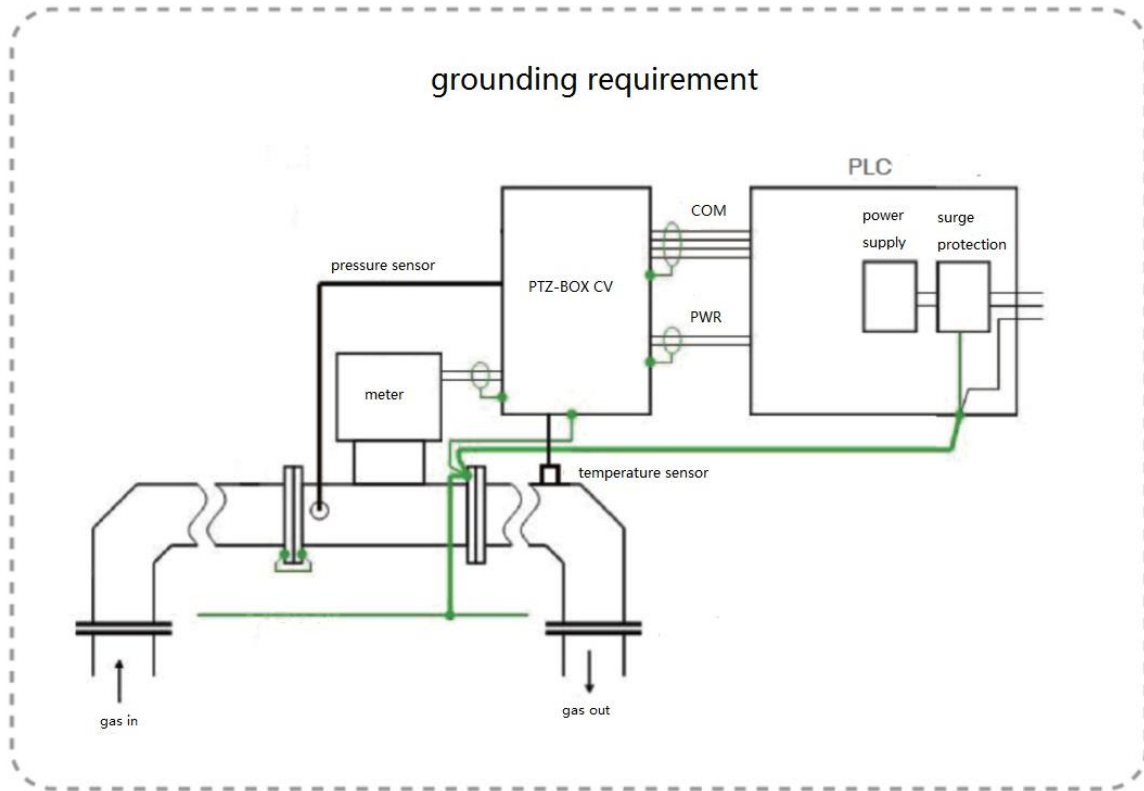 grounding requirement
PLC
COM
power
supply
surge
protection
pressure sensor
PTZ-BOX CV
PWR
meter
temperature sensor
gas in
gas out